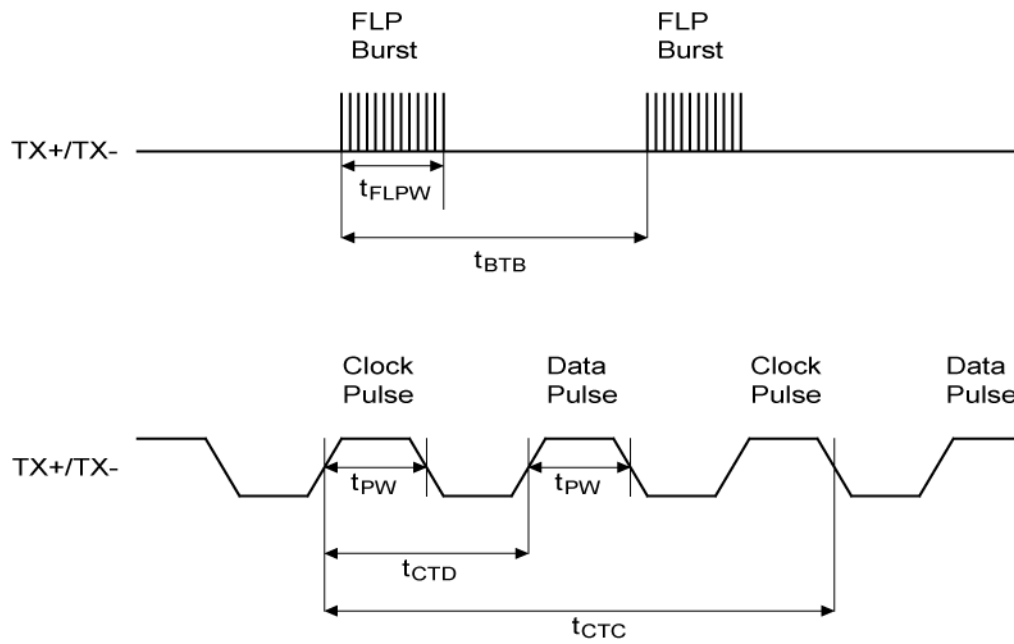 FLP
Burst
FLP
Burst
TX+/TX-
tFLPW
tBTB
Clock
Pulse
Data
Pulse
Clock
Pulse
Data
Pulse
TX+/TX-
tPW
tPW
tCTD
tCTC